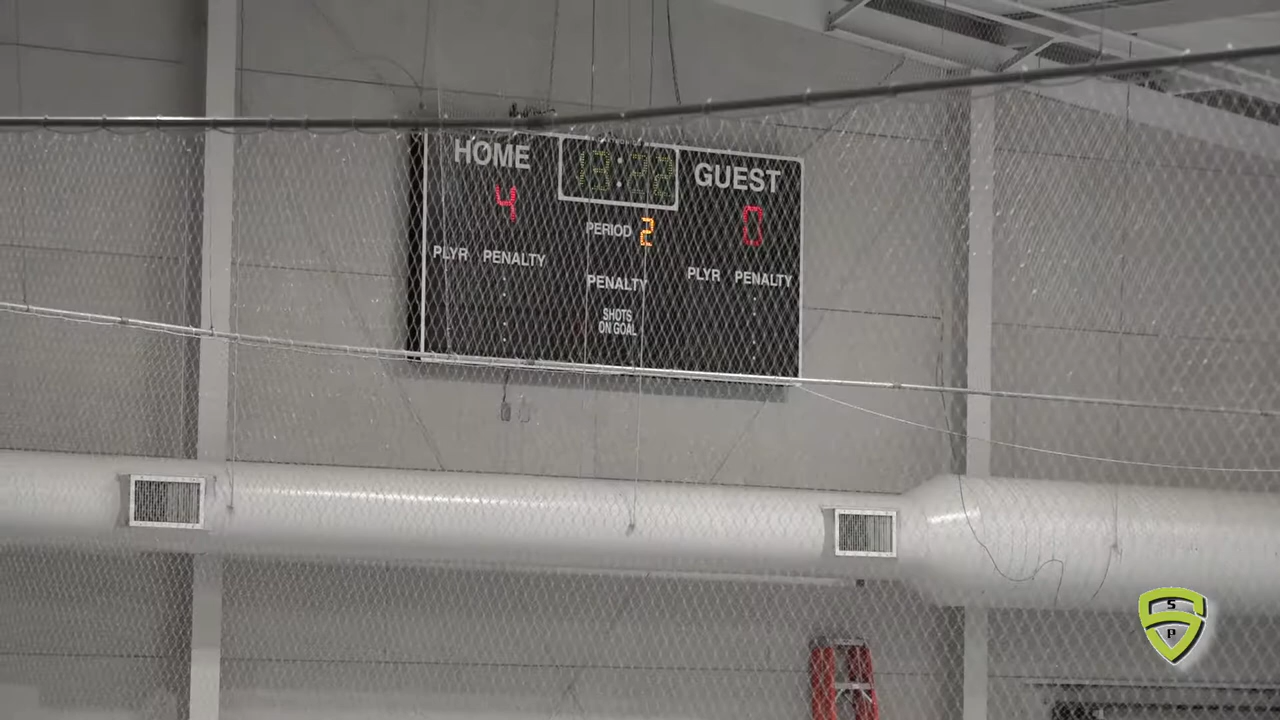 HOME
GUEST
4
PERIOD 2
0
PLYR PENALTY
PENALTY
PLYR PENALTY
SHOTS
ON GOAL
S
P